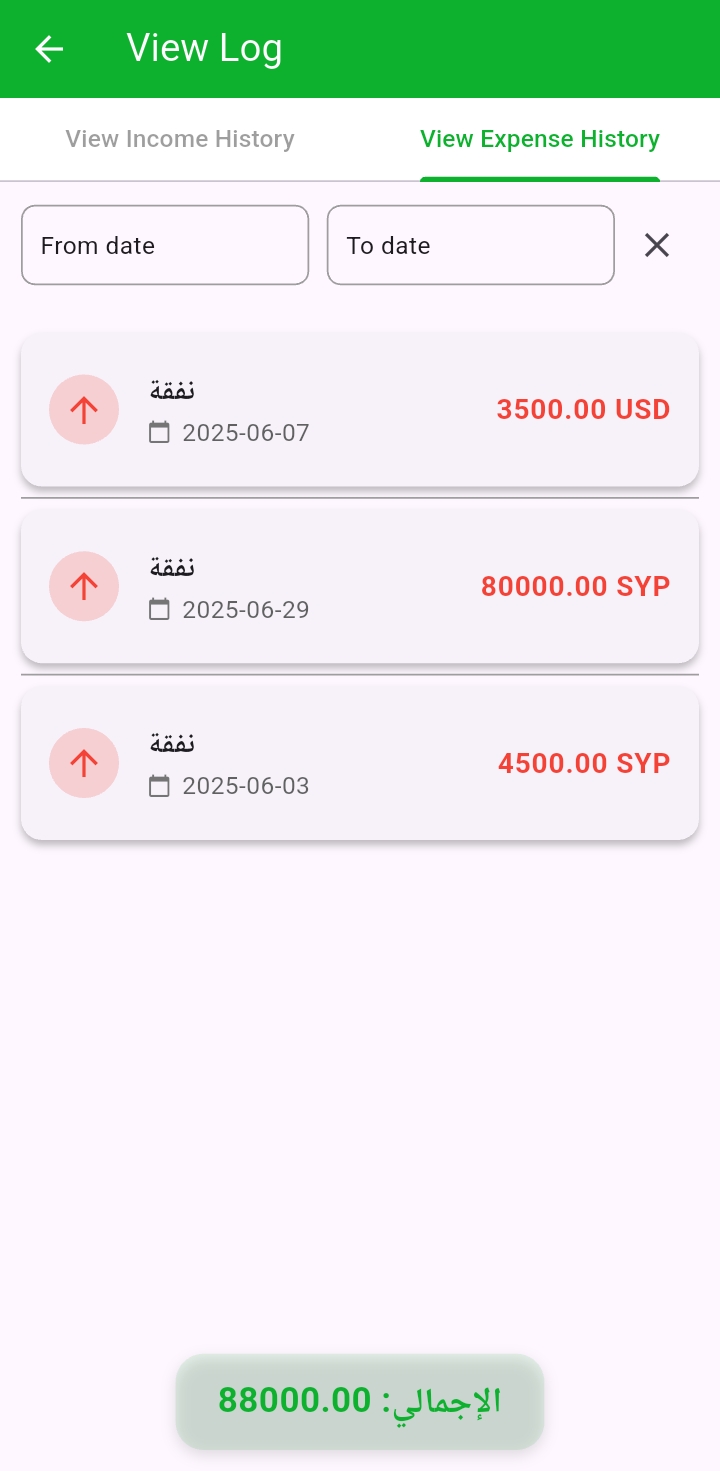 View Log
View Income History
View Expense History
From date
To date
نفقة
2025-06-07
3500.00 USD
نفقة
2025-06-29
80000.00 SYP
نفقة
2025-06-03
4500.00 SYP
الإجمالي: 88000.00